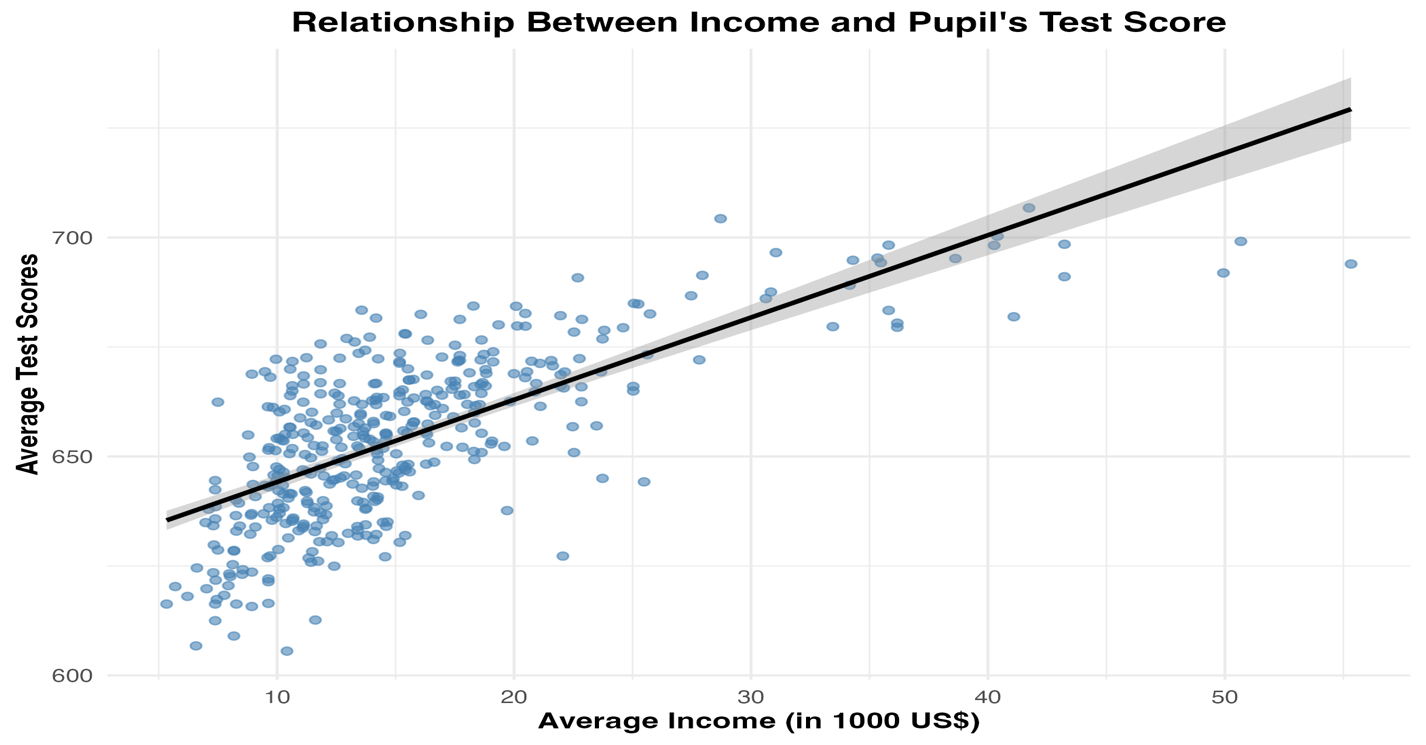 Relationship Between Income and Pupil's Test Score
Average Test Scores
700
650
600
10 20 30 40 50
Average Income (in 1000 US$)